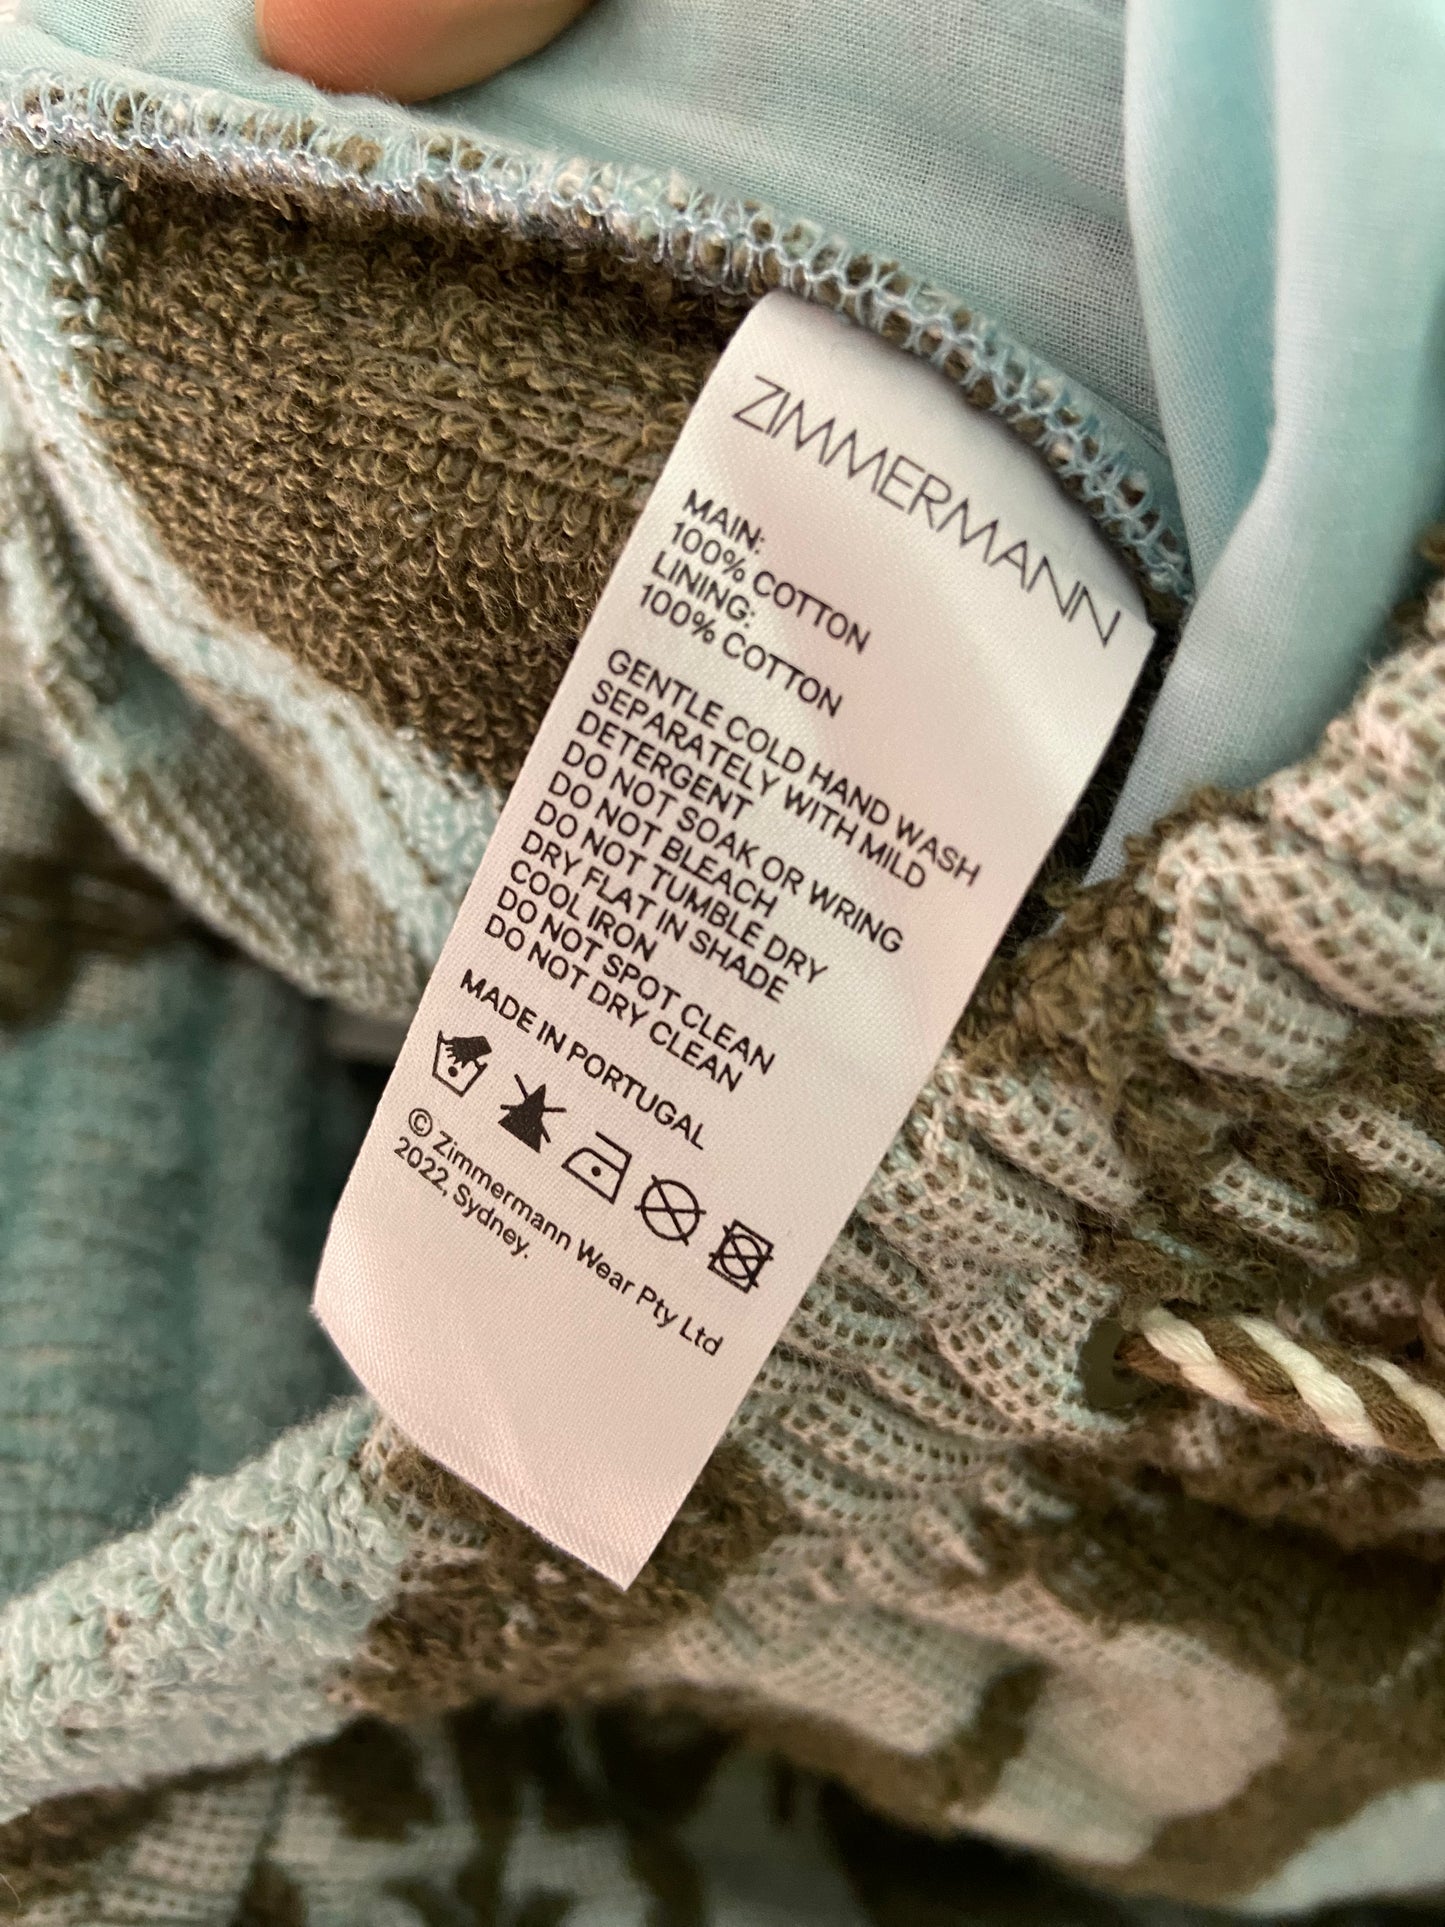 ZIMMERMANN
MAIN:
100% COTTON
LINING:
100% COTTON
GENTLE COLD HAND WASH
SEPARATELY WITH MILD
DETERGENT
DO NOT SOAK OR WRING
DO NOT BLEACH
DO NOT TUMBLE DRY
DRY FLAT IN SHADE
COOL IRON
DO NOT SPOT CLEAN
DO NOT DRY CLEAN
MADE IN PORTUGAL
© Zimmermann Wear Pty Ltd
2022, Sydney.